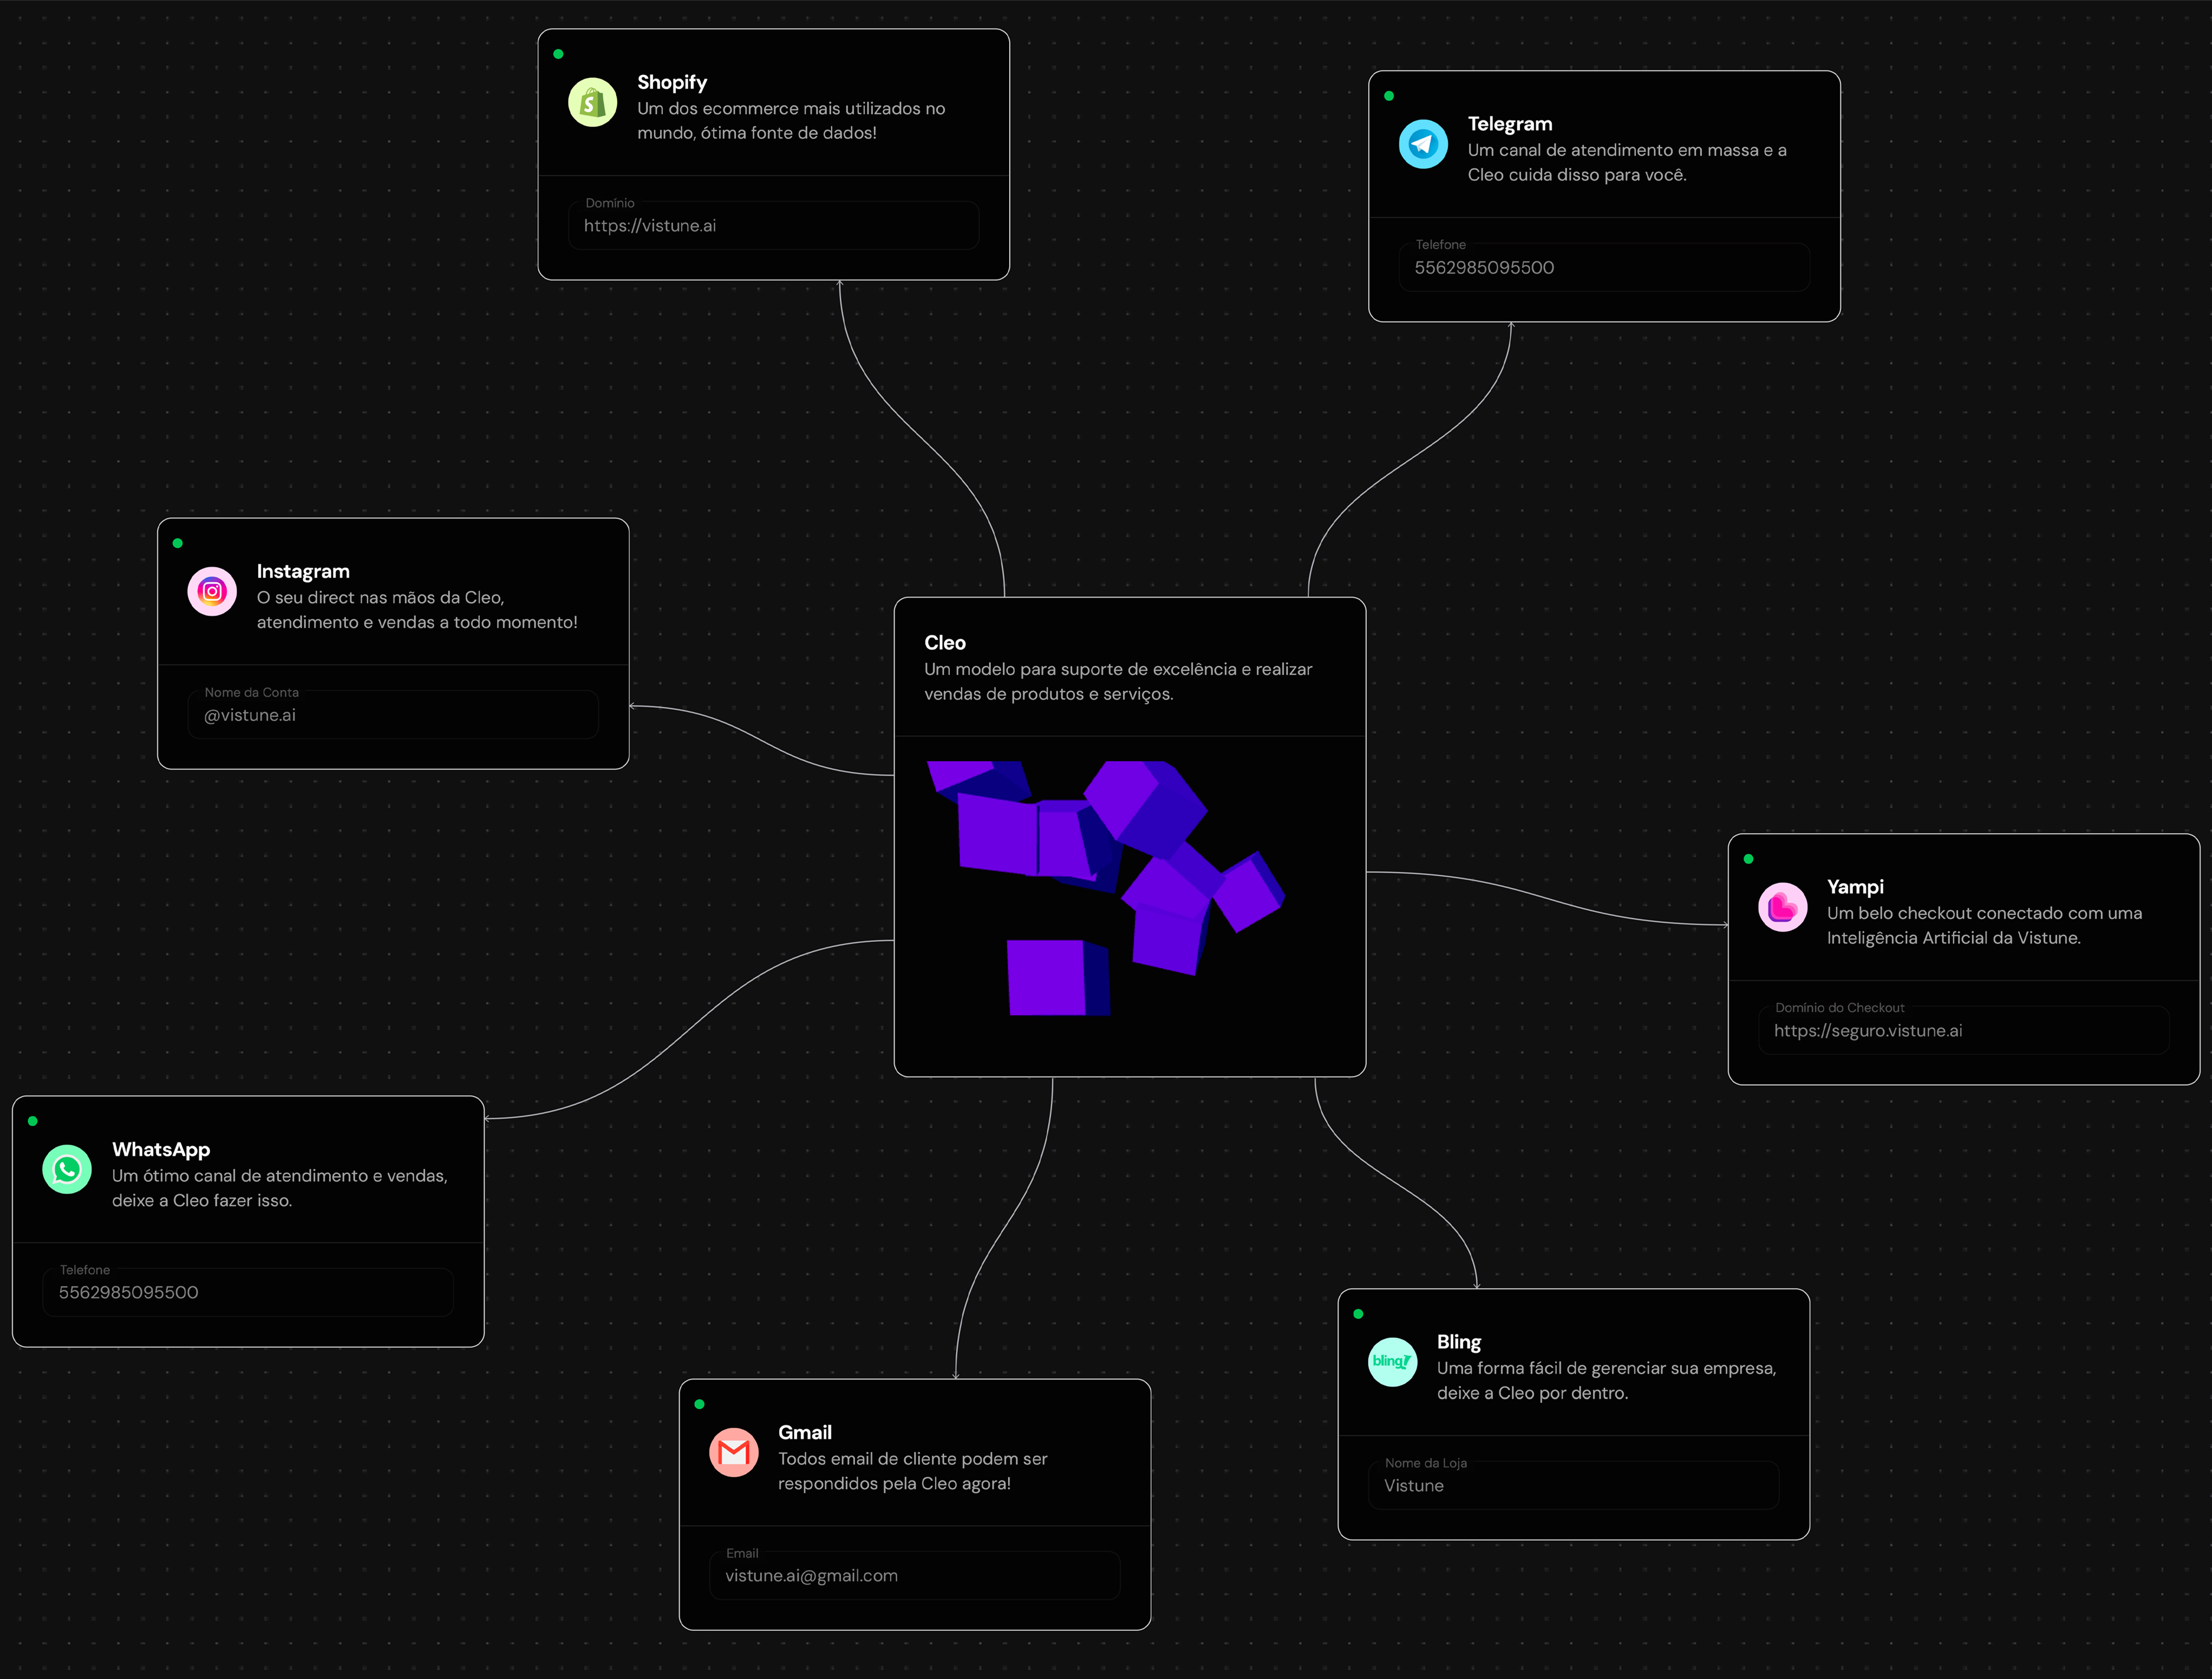 Shopify
Um dos ecommerce mais utilizados no
mundo, ótima fonte de dados!
Domínio
https://vistune.ai
Telegram
Um canal de atendimento em massa e a
Cleo cuida disso para você.
Telefone
5562985095500
Instagram
O seu direct nas mãos da Cleo,
atendimento e vendas a todo momento!
Nome da Conta
@vistune.ai
Cleo
Um modelo para suporte de excelência e realizar
vendas de produtos e serviços.
Yampi
Um belo checkout conectado com uma
Inteligência Artificial da Vistune.
Domínio do Checkout
https://seguro.vistune.ai
WhatsApp
Um ótimo canal de atendimento e vendas,
deixe a Cleo fazer isso.
Telefone
5562985095500
bling
Bling
Uma forma fácil de gerenciar sua empresa,
deixe a Cleo por dentro.
Nome da Loja
Vistune
Gmail
Todos email de cliente podem ser
respondidos pela Cleo agora!
Email
vistune.ai@gmail.com